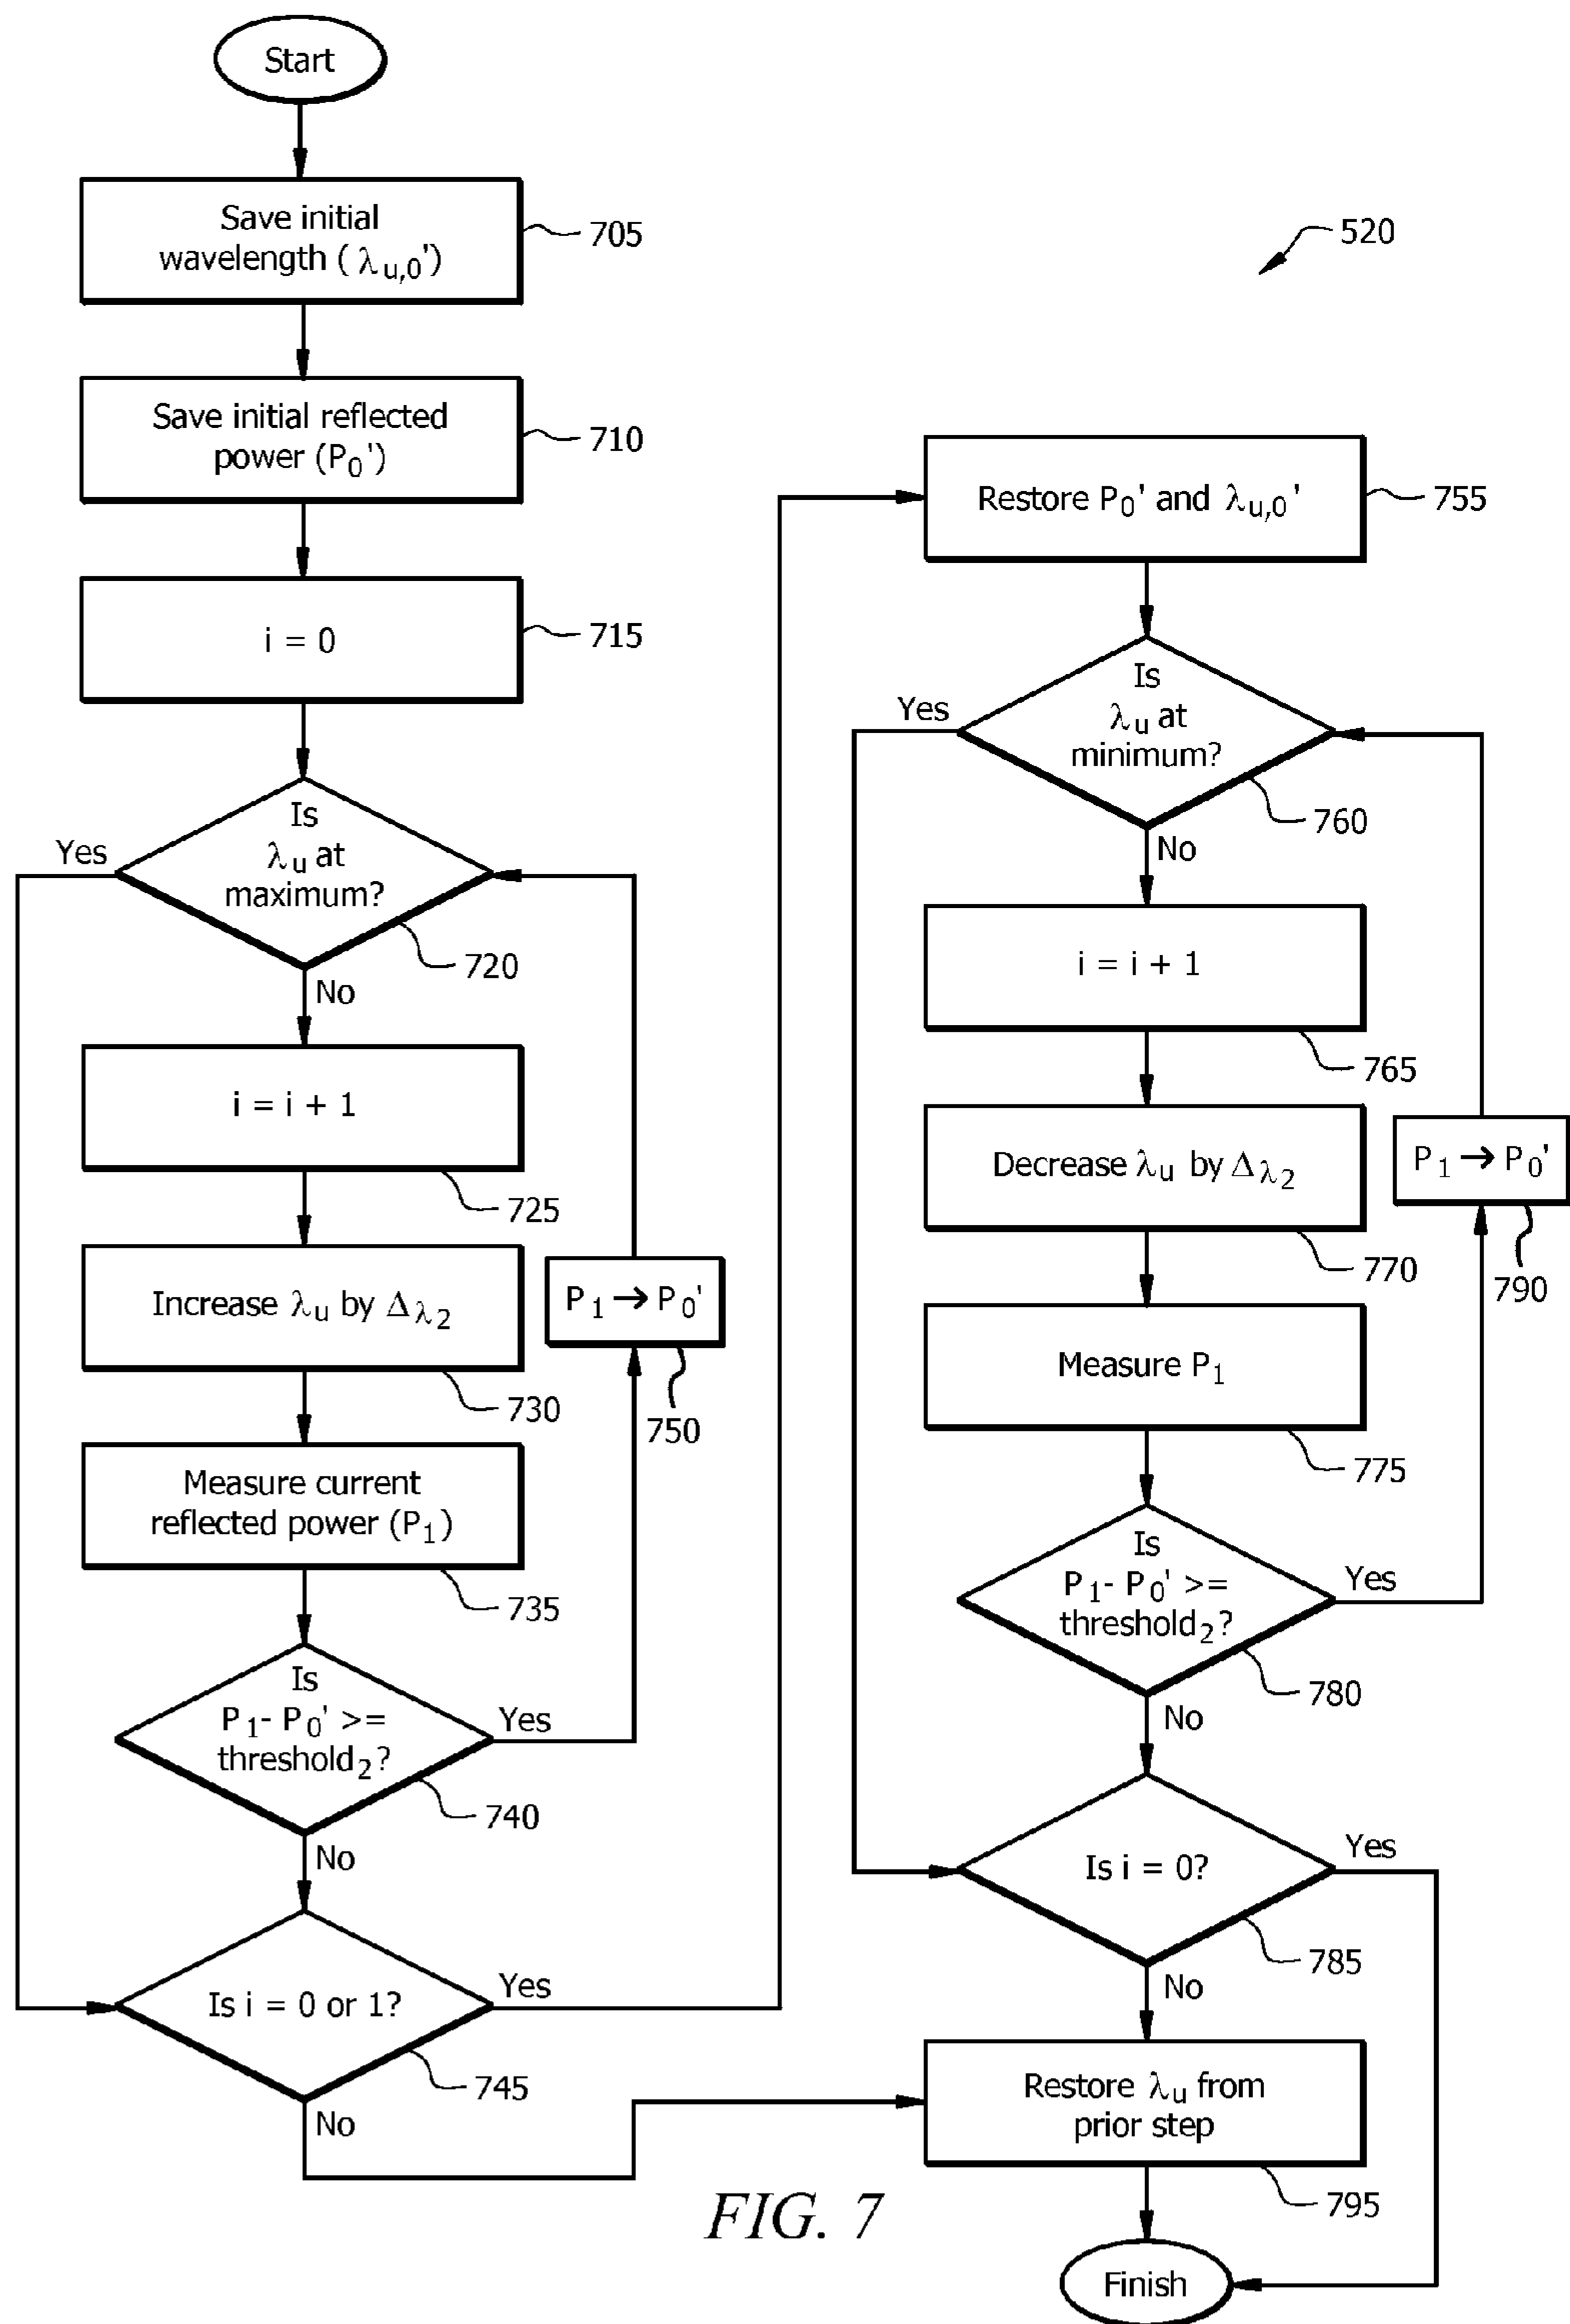 Start
Save initial
wavelength ( λu,0')
705
Save initial reflected
power (P0')
710
i = 0
715
Is
λu at
maximum?
Yes
720
No
i = i + 1
725
Increase λu by Δλ2
730
P1 → P0'
750
Measure current
reflected power (P1)
735
Is
P1- P0' >=
threshold2?
Yes
740
No
Is i = 0 or 1?
Yes
745
No
520
Restore P0' and λu,0'
755
Is
λu at
minimum?
Yes
760
No
i = i + 1
765
Decrease λu by Δλ2
770
P1 → P0'
790
Measure P1
775
Is
P1- P0' >=
threshold2?
Yes
780
No
Is i = 0?
Yes
785
No
Restore λu from
prior step
795
Finish
FIG. 7